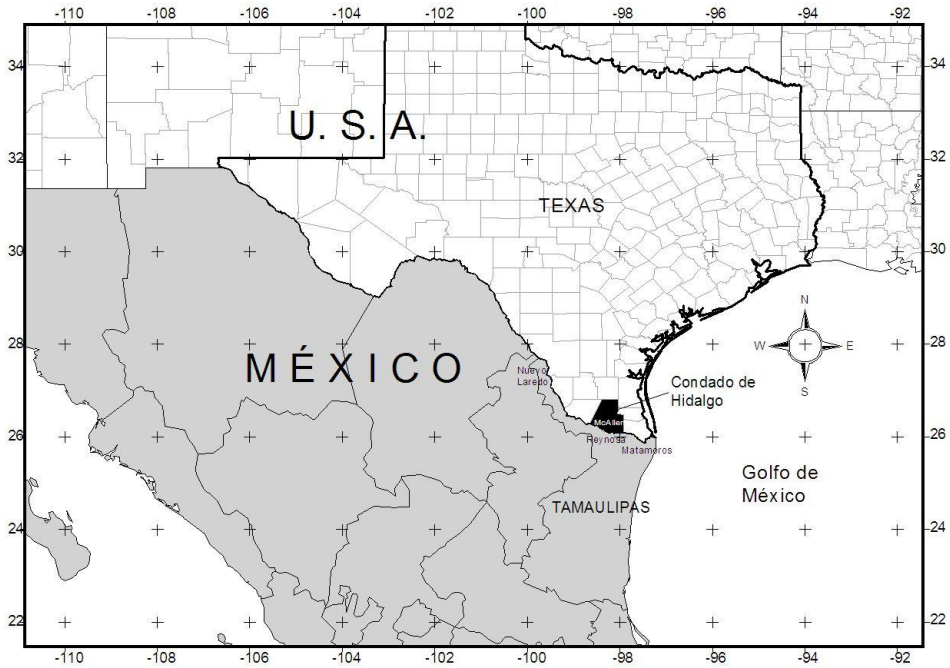 -110 -108 -106 -104 -102 -100 -98 -96 -94 -92
34 34
U. S. A.
32 32
TEXAS
30 30
N
W E
S
28 28
MÉXICO
Nuevo
Laredo
Condado de
Hidalgo
McAllen
26 26
Reynosa
Matamoros
Golfo de
México
TAMAULIPAS
24 24
22 22
-110 -108 -106 -104 -102 -100 -98 -96 -94 -92